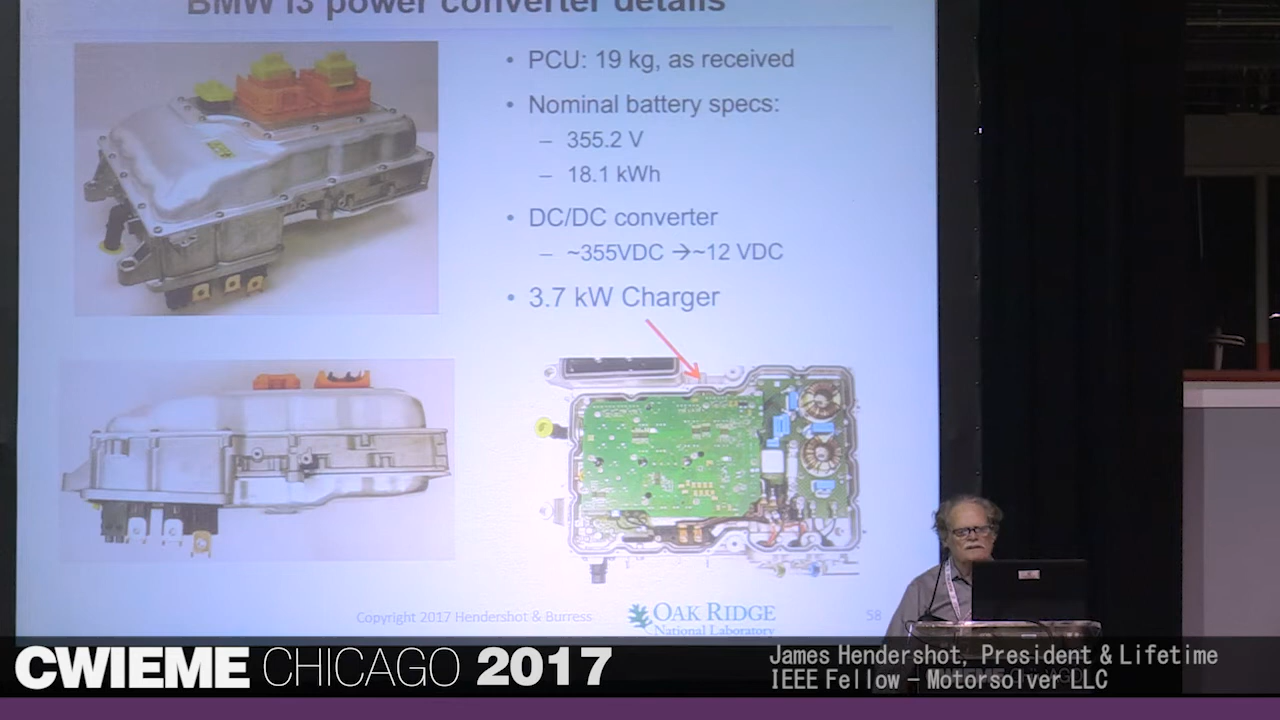 BMW i3 power converter details
• PCU: 19 kg, as received
• Nominal battery specs:
– 355.2 V
– 18.1 kWh
• DC/DC converter
– ~355VDC →~12 VDC
• 3.7 kW Charger
Copyright 2017 Hendershot & Burress
OAK RIDGE
National Laboratory
58
CWIEME CHICAGO 2017
James Hendershot, President & Lifetime
IEEE Fellow – Motorsolver LLC